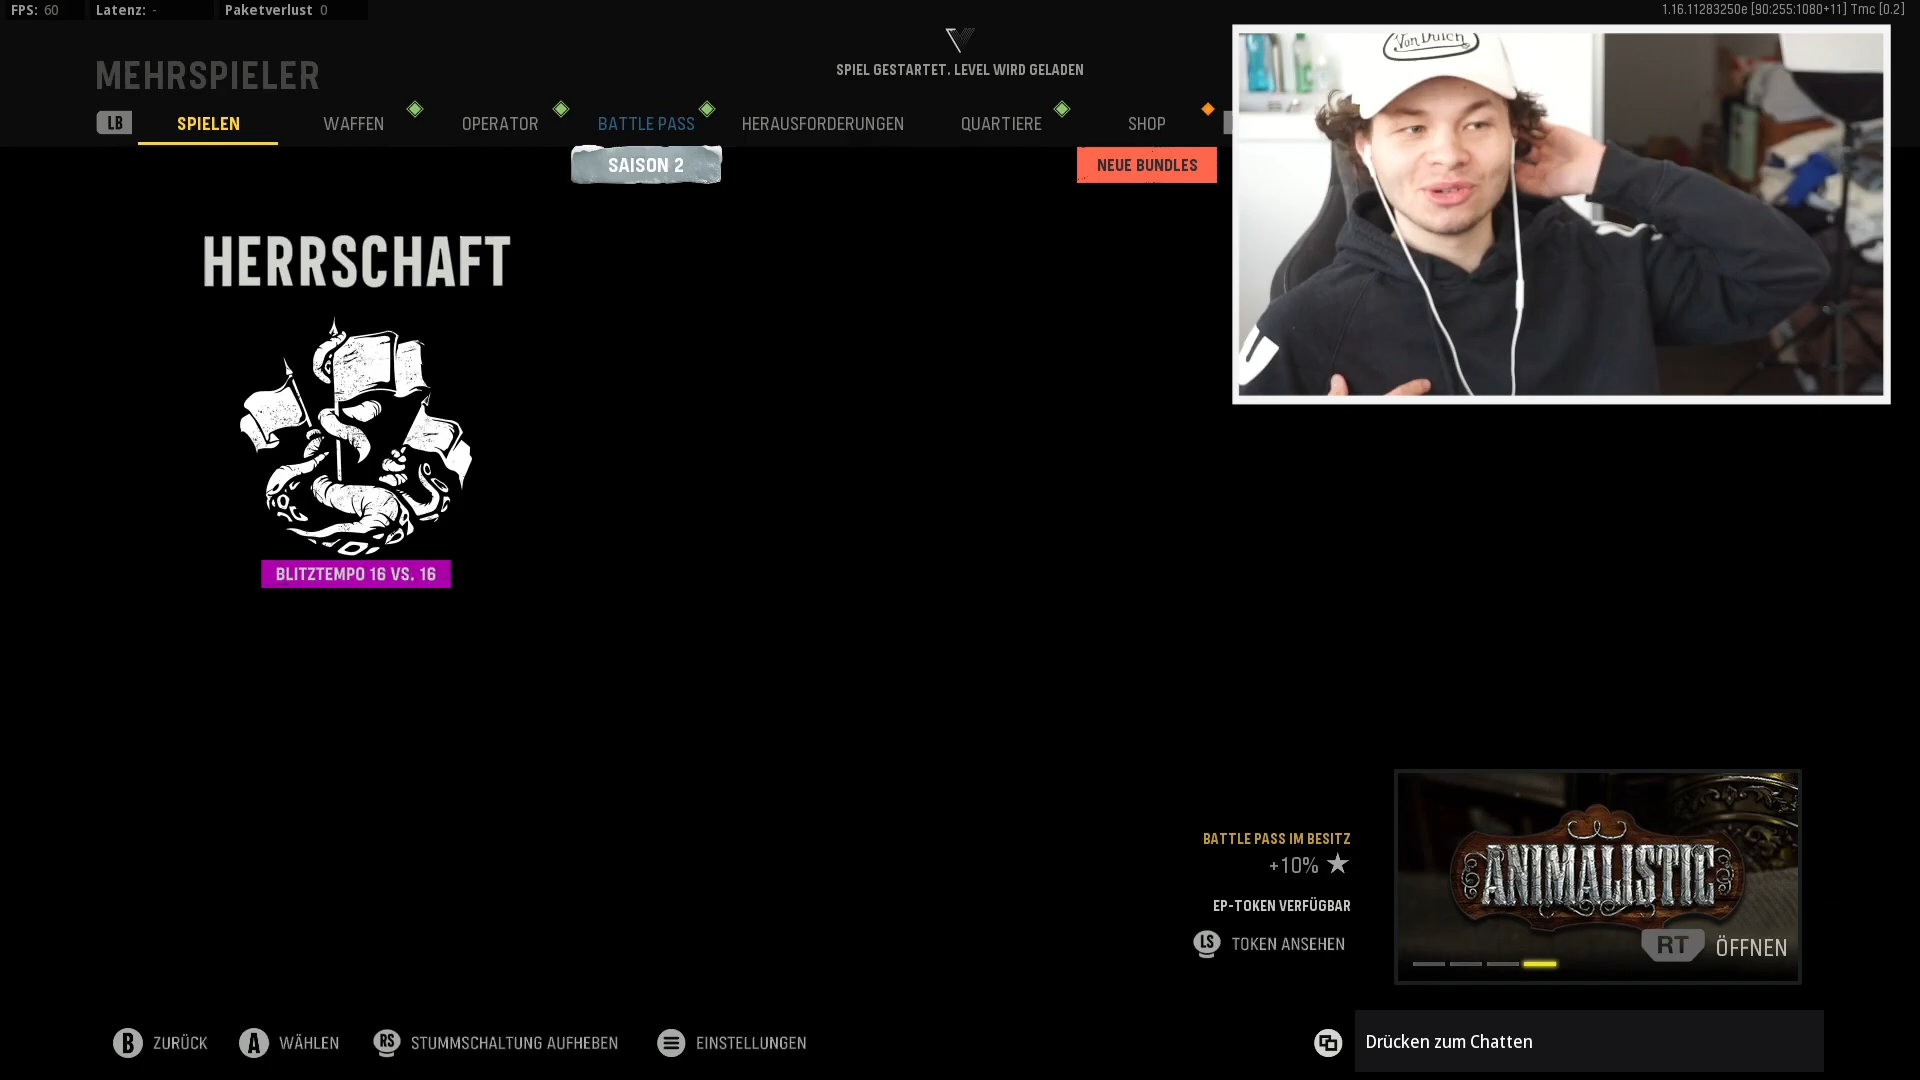 FPS: 60 Latenz: - Paketverlust 0
1.16.11283250e [90:255:1080+11] Tmc [0.2]
MEHRSPIELER
SPIEL GESTARTET. LEVEL WIRD GELADEN
LB SPIELEN WAFFEN OPERATOR BATTLE PASS HERAUSFORDERUNGEN QUARTIERE SHOP
SAISON 2
NEUE BUNDLES
Von Dutch
HERRSCHAFT
BLITZTEMPO 16 VS. 16
BATTLE PASS IM BESITZ
+10%
EP-TOKEN VERFÜGBAR
LS TOKEN ANSEHEN
ANIMALISTIC
RT ÖFFNEN
B ZURÜCK A WÄHLEN RS STUMMSCHALTUNG AUFHEBEN EINSTELLUNGEN
Drücken zum Chatten